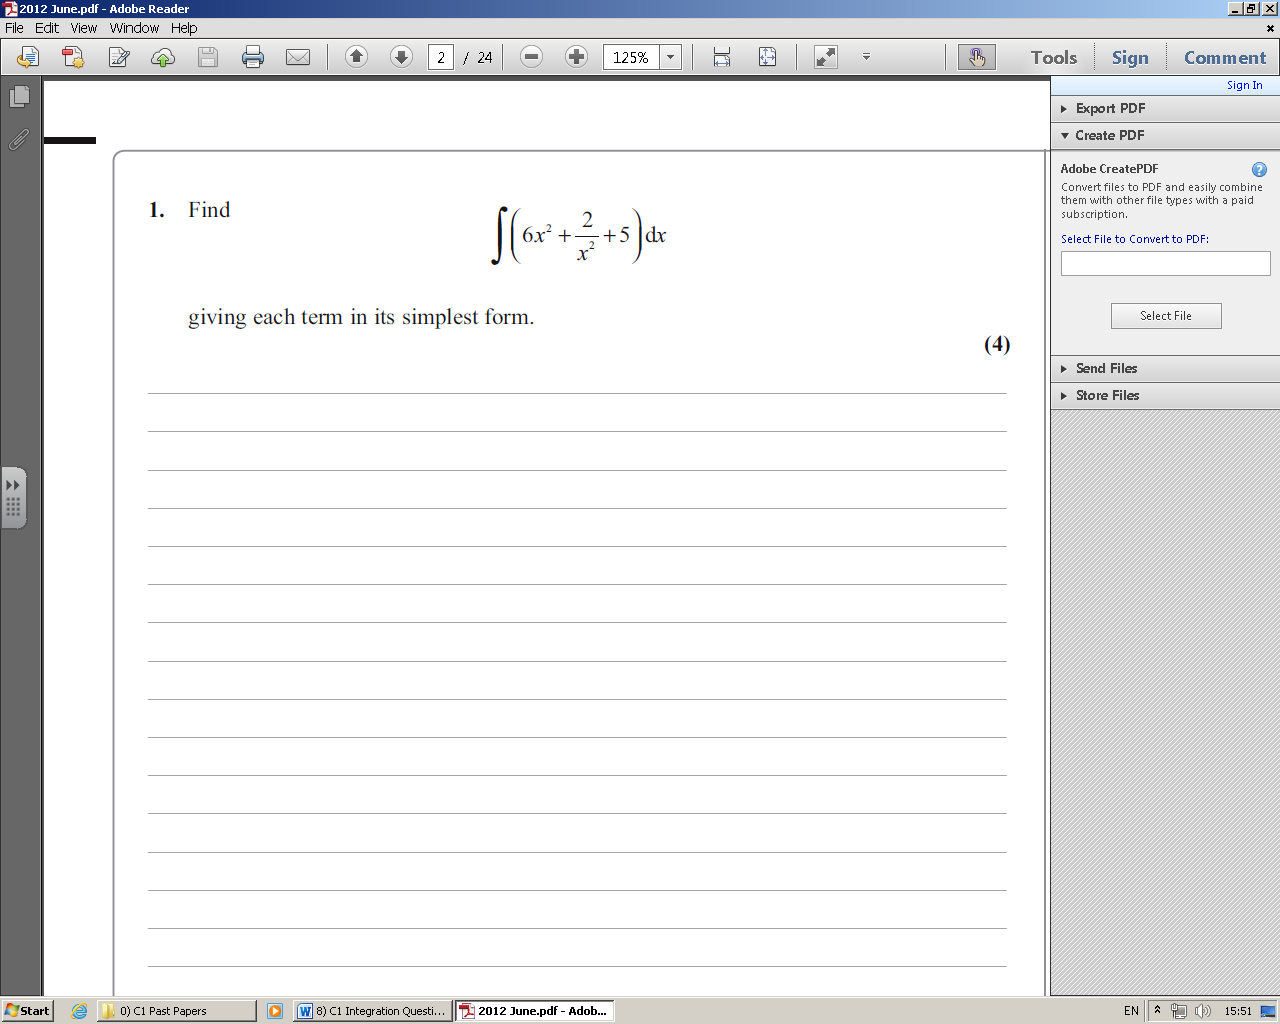 2012 June.pdf - Adobe Reader
File Edit View Window Help
2 / 24 125% Tools Sign Comment
Sign In
Export PDF
Create PDF
Adobe CreatePDF
Convert files to PDF and easily combine
them with other file types with a paid
subscription.
Select File to Convert to PDF:
Select File
Send Files
Store Files
1. Find
∫(6x² + 2/x² + 5)dx
giving each term in its simplest form.
(4)
Start 0) C1 Past Papers 8) C1 Integration Questi... 2012 June.pdf - Adob... EN 15:51